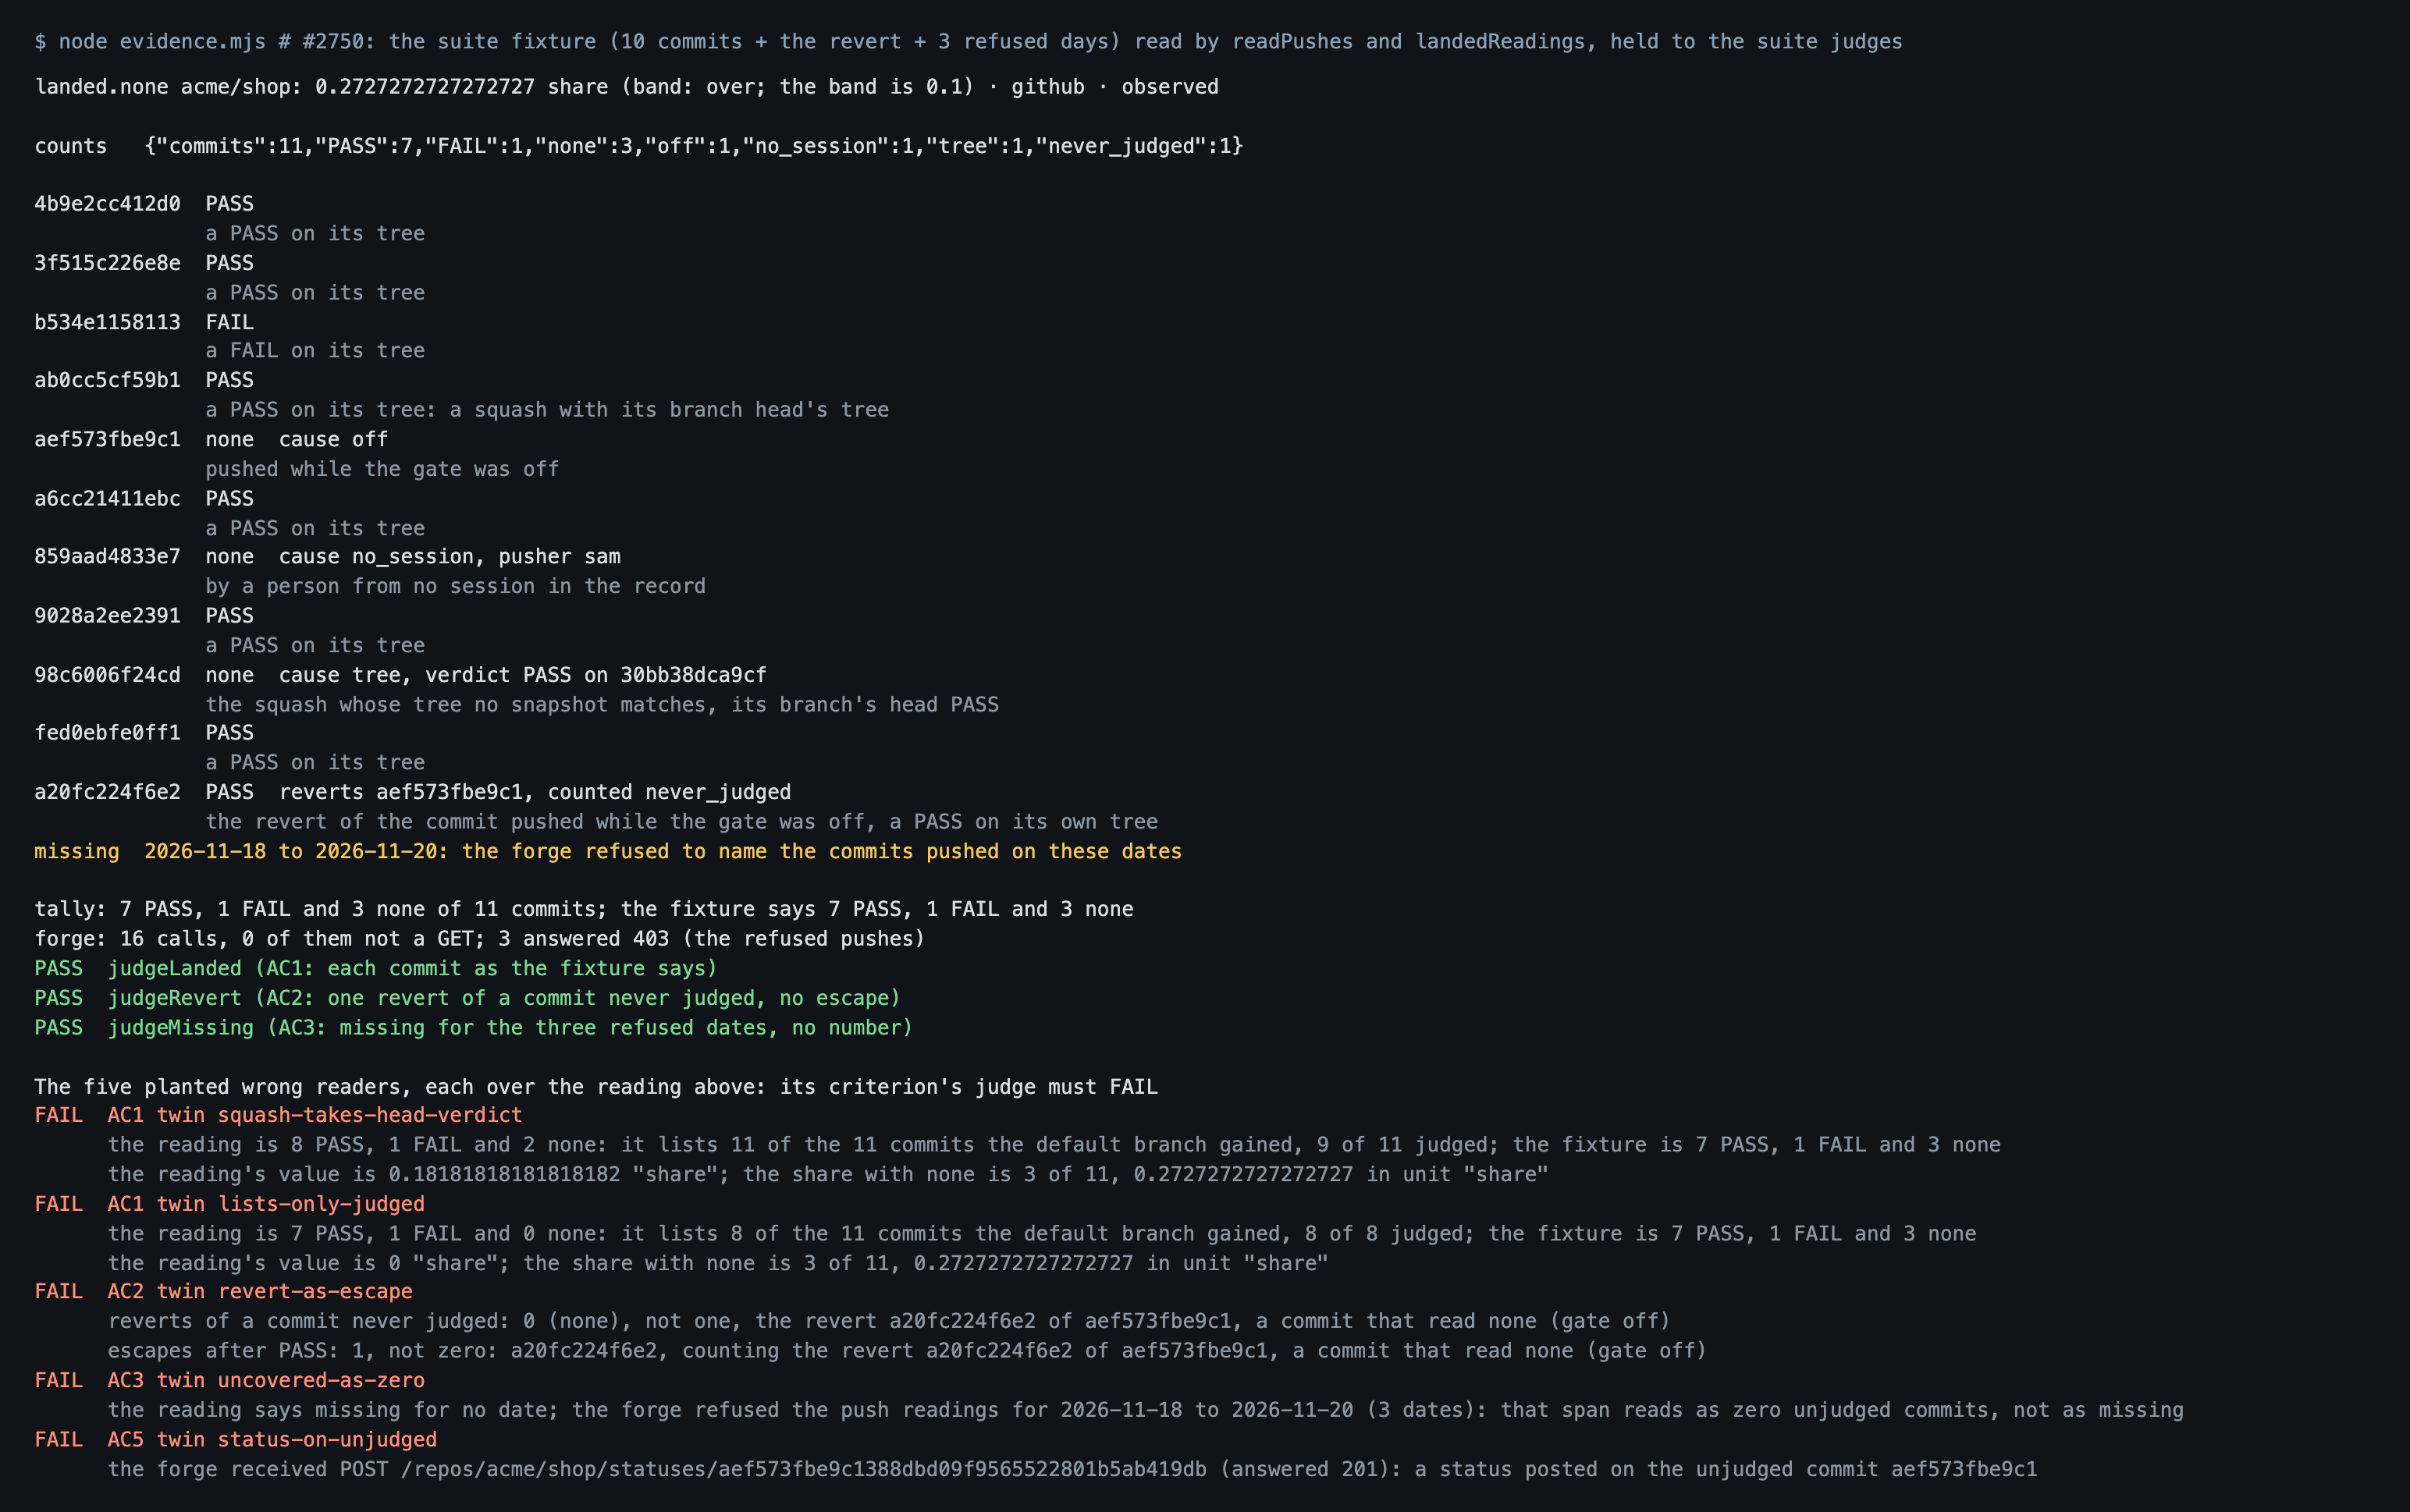 $ node evidence.mjs # #2750: the suite fixture (10 commits + the revert + 3 refused days) read by readPushes and landedReadings, held to the suite judges
landed.none acme/shop: 0.2727272727272727 share (band: over; the band is 0.1) · github · observed
counts   {"commits":11,"PASS":7,"FAIL":1,"none":3,"off":1,"no_session":1,"tree":1,"never_judged":1}
4b9e2cc412d0  PASS
a PASS on its tree
3f515c226e8e  PASS
a PASS on its tree
b534e1158113  FAIL
a FAIL on its tree
ab0cc5cf59b1  PASS
a PASS on its tree: a squash with its branch head's tree
aef573fbe9c1  none  cause off
pushed while the gate was off
a6cc21411ebc  PASS
a PASS on its tree
859aad4833e7  none  cause no_session, pusher sam
by a person from no session in the record
9028a2ee2391  PASS
a PASS on its tree
98c6006f24cd  none  cause tree, verdict PASS on 30bb38dca9cf
the squash whose tree no snapshot matches, its branch's head PASS
fed0ebfe0ff1  PASS
a PASS on its tree
a20fc224f6e2  PASS  reverts aef573fbe9c1, counted never_judged
the revert of the commit pushed while the gate was off, a PASS on its own tree
missing  2026-11-18 to 2026-11-20: the forge refused to name the commits pushed on these dates
tally: 7 PASS, 1 FAIL and 3 none of 11 commits; the fixture says 7 PASS, 1 FAIL and 3 none
forge: 16 calls, 0 of them not a GET; 3 answered 403 (the refused pushes)
PASS  judgeLanded (AC1: each commit as the fixture says)
PASS  judgeRevert (AC2: one revert of a commit never judged, no escape)
PASS  judgeMissing (AC3: missing for the three refused dates, no number)
The five planted wrong readers, each over the reading above: its criterion's judge must FAIL
FAIL  AC1 twin squash-takes-head-verdict
the reading is 8 PASS, 1 FAIL and 2 none: it lists 11 of the 11 commits the default branch gained, 9 of 11 judged; the fixture is 7 PASS, 1 FAIL and 3 none
the reading's value is 0.18181818181818182 "share"; the share with none is 3 of 11, 0.2727272727272727 in unit "share"
FAIL  AC1 twin lists-only-judged
the reading is 7 PASS, 1 FAIL and 0 none: it lists 8 of the 11 commits the default branch gained, 8 of 8 judged; the fixture is 7 PASS, 1 FAIL and 3 none
the reading's value is 0 "share"; the share with none is 3 of 11, 0.2727272727272727 in unit "share"
FAIL  AC2 twin revert-as-escape
reverts of a commit never judged: 0 (none), not one, the revert a20fc224f6e2 of aef573fbe9c1, a commit that read none (gate off)
escapes after PASS: 1, not zero: a20fc224f6e2, counting the revert a20fc224f6e2 of aef573fbe9c1, a commit that read none (gate off)
FAIL  AC3 twin uncovered-as-zero
the reading says missing for no date; the forge refused the push readings for 2026-11-18 to 2026-11-20 (3 dates): that span reads as zero unjudged commits, not as missing
FAIL  AC5 twin status-on-unjudged
the forge received POST /repos/acme/shop/statuses/aef573fbe9c1388dbd09f9565522801b5ab419db (answered 201): a status posted on the unjudged commit aef573fbe9c1